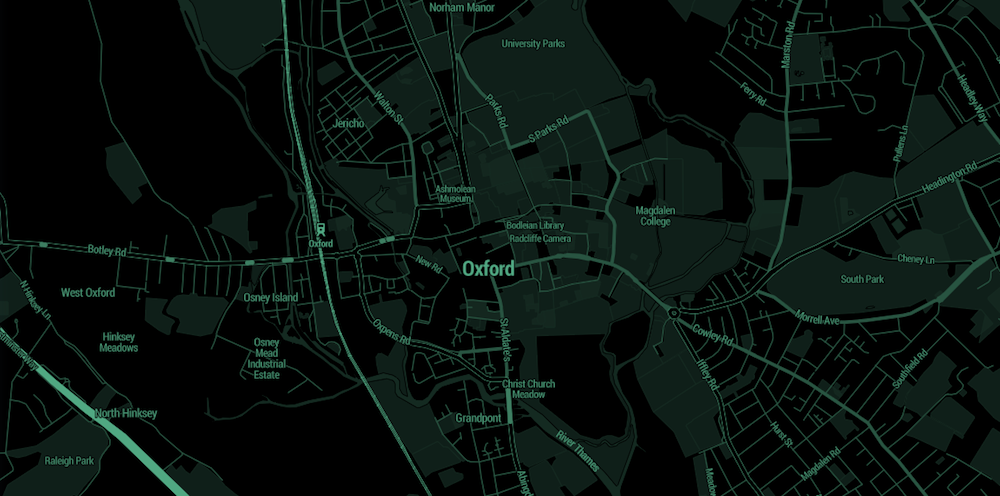 Norham Manor
University Parks
Marston Rd
Headley Way
Ferry Rd
Walton St
Parks Rd
S Parks Rd
Jericho
Pullens Ln
Headington Rd
Ashmolean
Museum
Magdalen
College
Bodleian Library
Radcliffe Camera
Oxford
Botley Rd
New Rd
Oxford
Cheney Ln
South Park
West Oxford
Osney Island
N Hinksey Ln
Morrell Ave
Oxpens Rd
St Aldate's
Cowley Rd
Hinksey
Meadows
Osney
Mead
Industrial
Estate
Iffley Rd
Southfield Rd
Christ Church
Meadow
North Hinksey
Grandpont
Hurst St
River Thames
Raleigh Park
Magdalen Rd